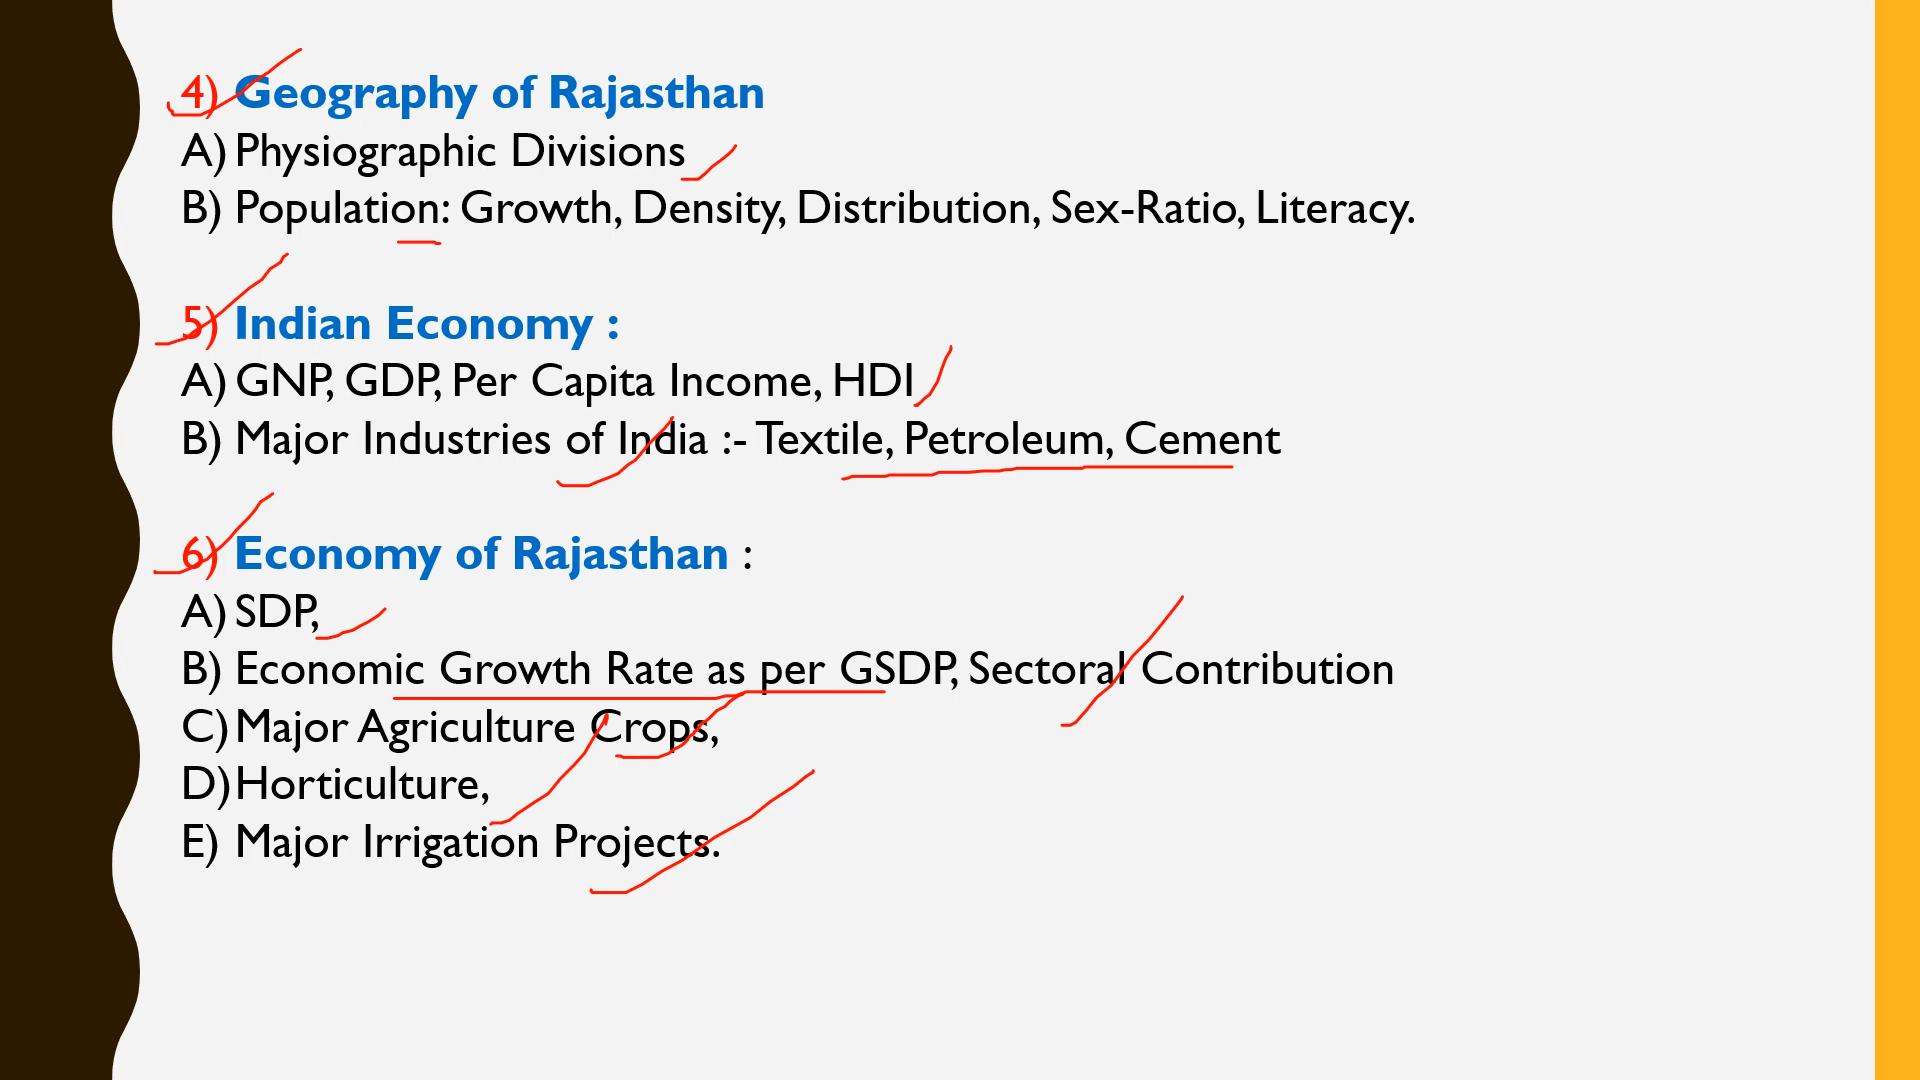 4) Geography of Rajasthan
A) Physiographic Divisions
B) Population: Growth, Density, Distribution, Sex-Ratio, Literacy.
5) Indian Economy :
A) GNP, GDP, Per Capita Income, HDI
B) Major Industries of India :- Textile, Petroleum, Cement
6) Economy of Rajasthan :
A) SDP,
B) Economic Growth Rate as per GSDP, Sectoral Contribution
C) Major Agriculture Crops,
D) Horticulture,
E) Major Irrigation Projects.